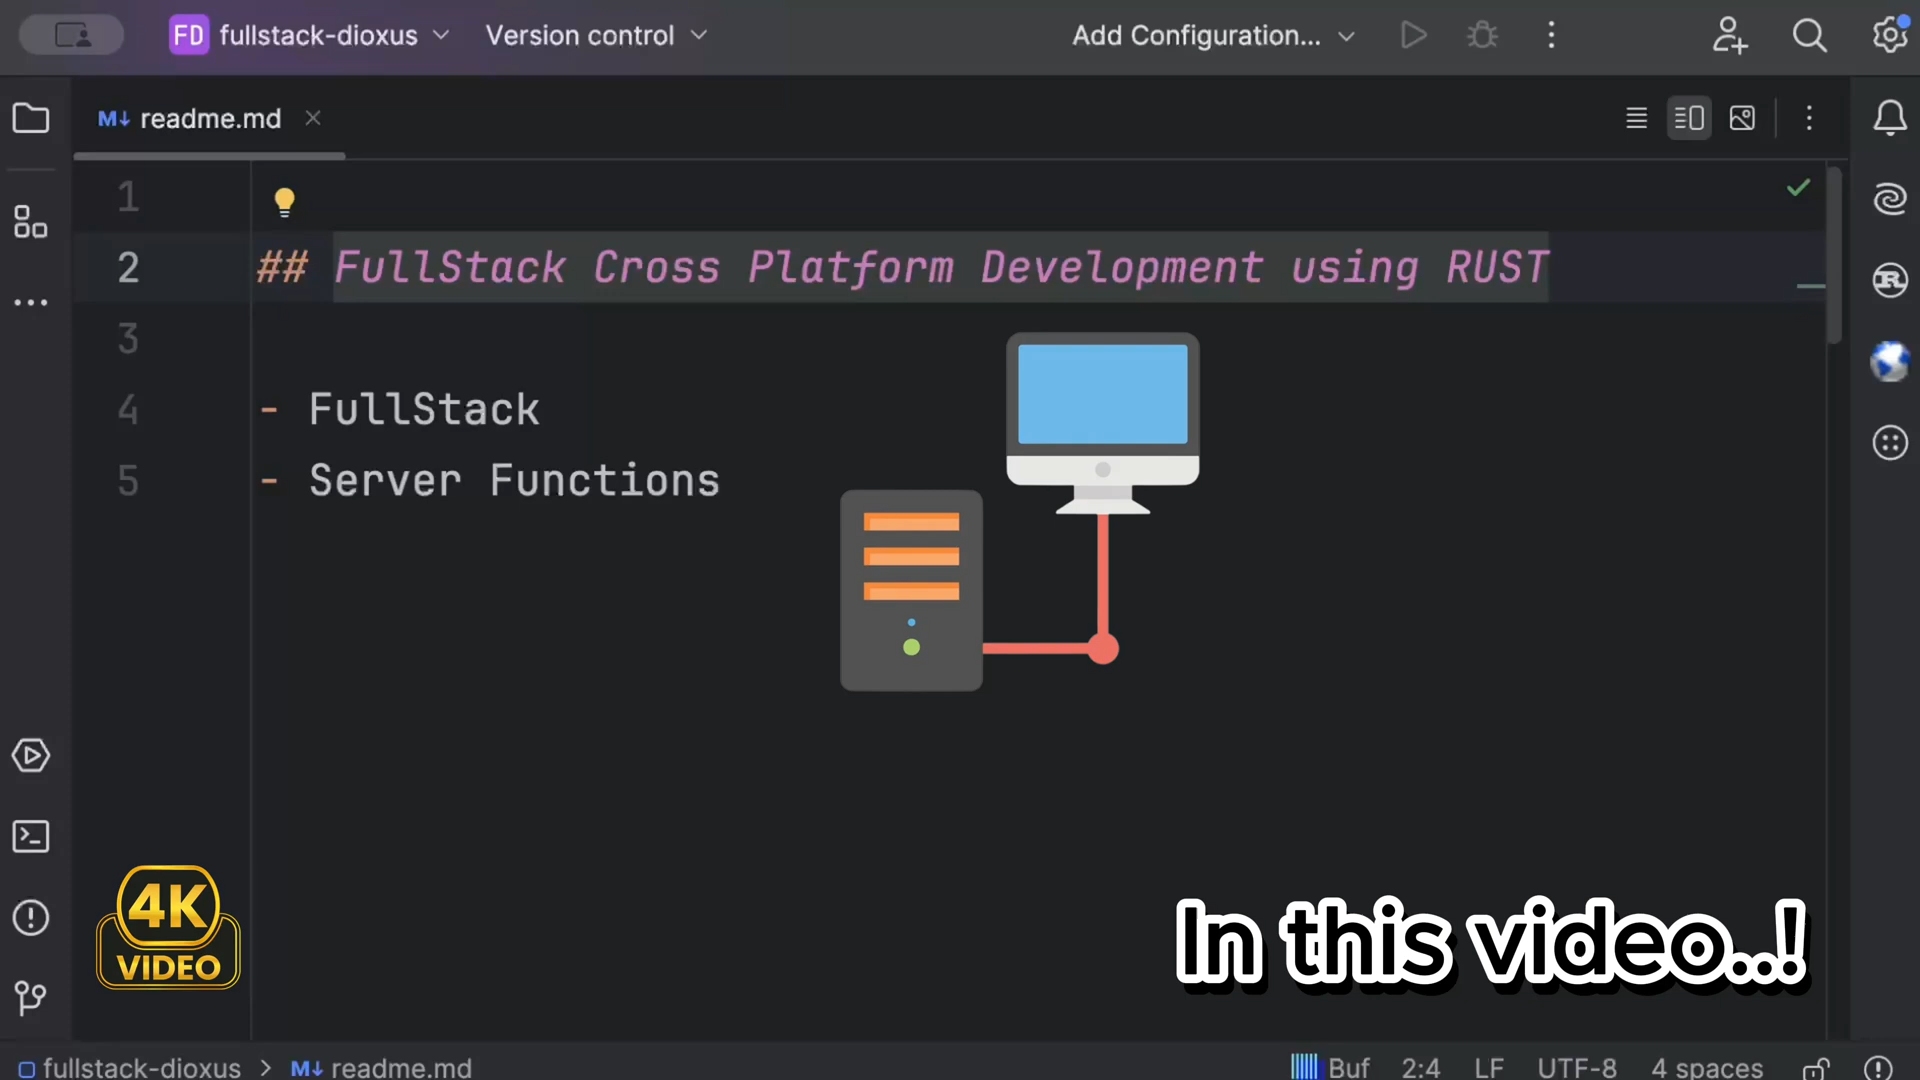 FD fullstack-dioxus Version control Add Configuration...
M↓ readme.md
1
2 ## FullStack Cross Platform Development using RUST
3
4 - FullStack
5 - Server Functions
4K
VIDEO
In this video..!
fullstack-dioxus > M↓ readme.md Buf 2:4 LF UTF-8 4 spaces